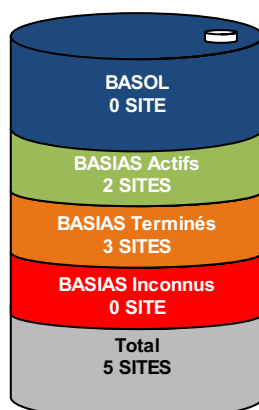 BASOL
0 SITE
BASIAS Actifs
2 SITES
BASIAS Terminés
3 SITES
BASIAS Inconnus
0 SITE
Total
5 SITES